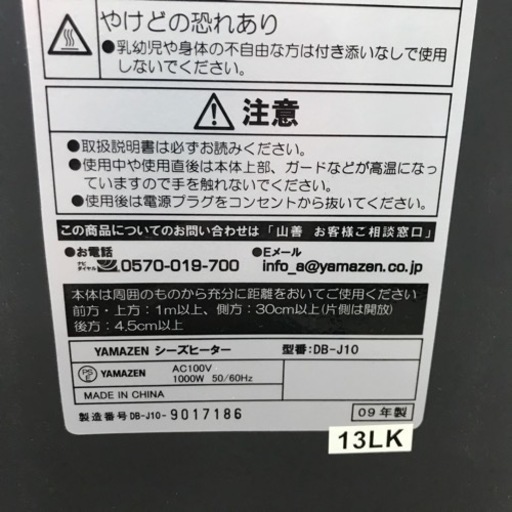 やけどの恐れあり
●乳幼児や身体の不自由な方は付き添いなしで使用
しないでください。
注意
●取扱説明書は必ずお読みください。
●使用中や使用直後は本体上部、ガードなどが高温になっ
ていますので手を触れないでください。
●使用後は電源プラグをコンセントから抜いてください。
この商品についてのお問い合わせは「山善 お客様ご相談窓口」
●お電話
●Eメール
ナビダイヤル 0570-019-700
info_a@yamazen.co.jp
本体は周囲のものから充分に距離をおいてご使用ください
前方・上方：1m以上、側方：30cm以上(片側は開放)
後方：4.5cm以上
YAMAZEN シーズヒーター 型番：DB-J10
PS E YAMAZEN
AC100V
1000W 50/60Hz
MADE IN CHINA
製造番号 DB-J10-9017186
09年製
13LK